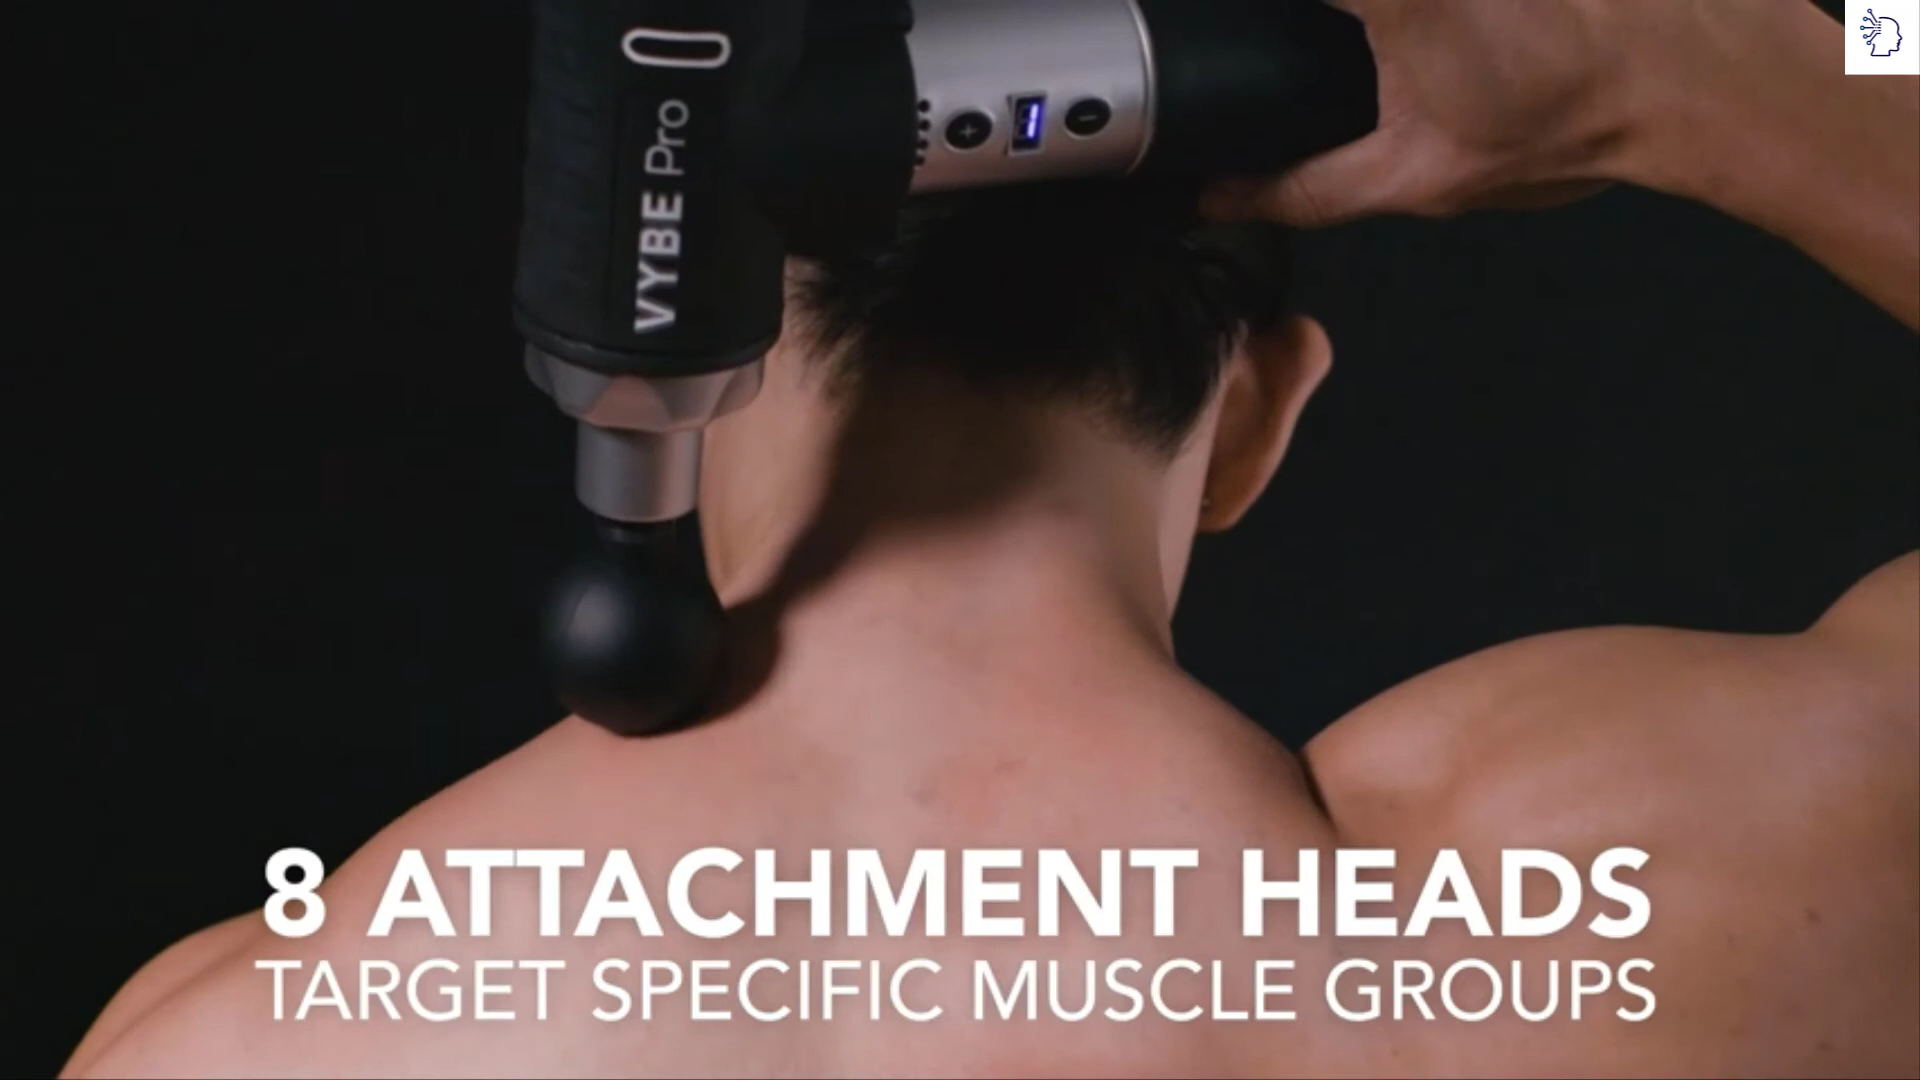 VYBE Pro
8 ATTACHMENT HEADS
TARGET SPECIFIC MUSCLE GROUPS